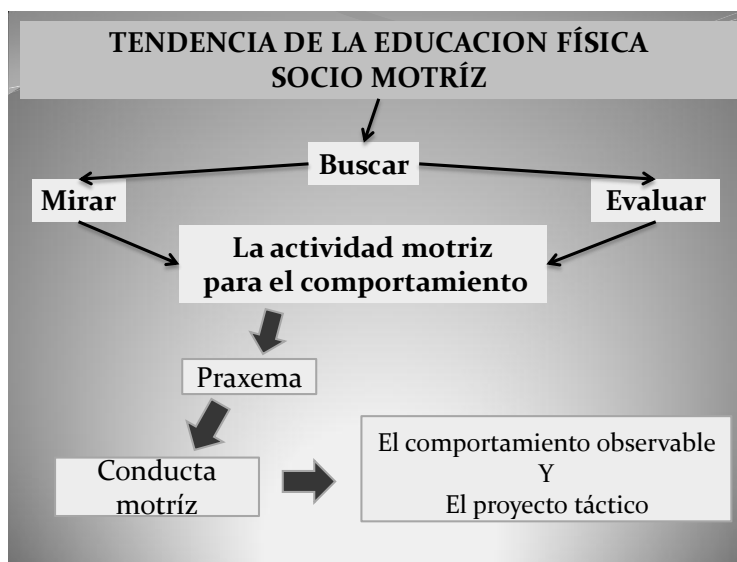 TENDENCIA DE LA EDUCACION FÍSICA
SOCIO MOTRÍZ
Buscar
Mirar
Evaluar
La actividad motriz
para el comportamiento
Praxema
Conducta
motríz
El comportamiento observable
Y
El proyecto táctico